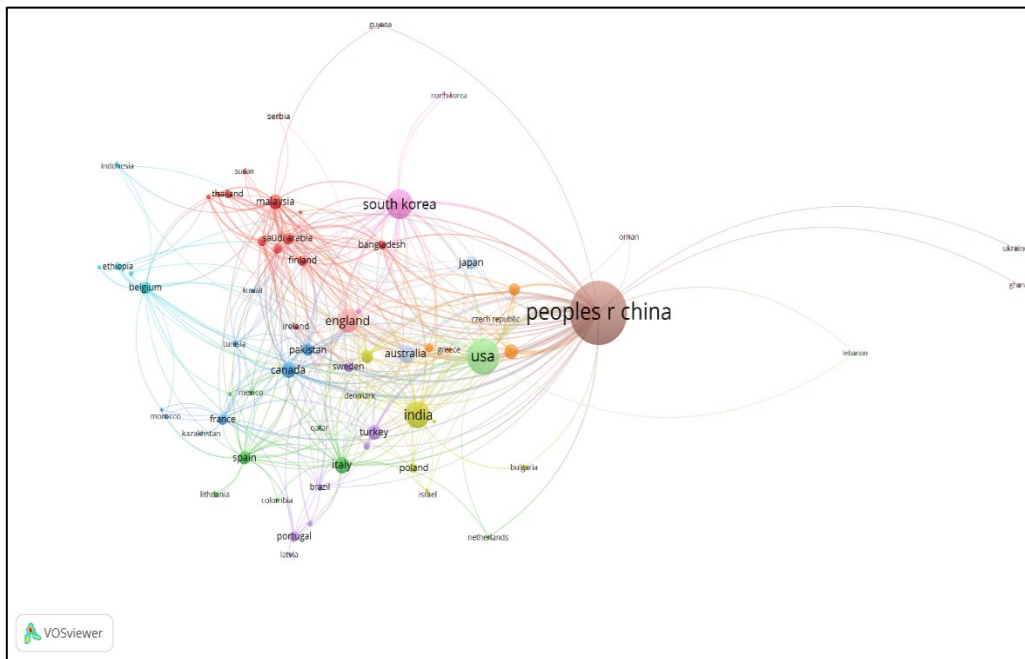 guyana
northkorea
serbia
indonesia
sudan
thailand
malaysia
south korea
saudi arabia
bangladesh
oman
ukraine
finland
japan
ethiopia
belgium
kuwait
peoples r china
england
czech republic
ireland
tunisia
pakistan
australia
greece
usa
lebanon
canada
sweden
mexico
denmark
morocco
france
india
kazakhstan
qatar
turkey
spain
italy
poland
bulgaria
brazil
lithuania
colombia
israel
portugal
netherlands
latvia
VOSviewer